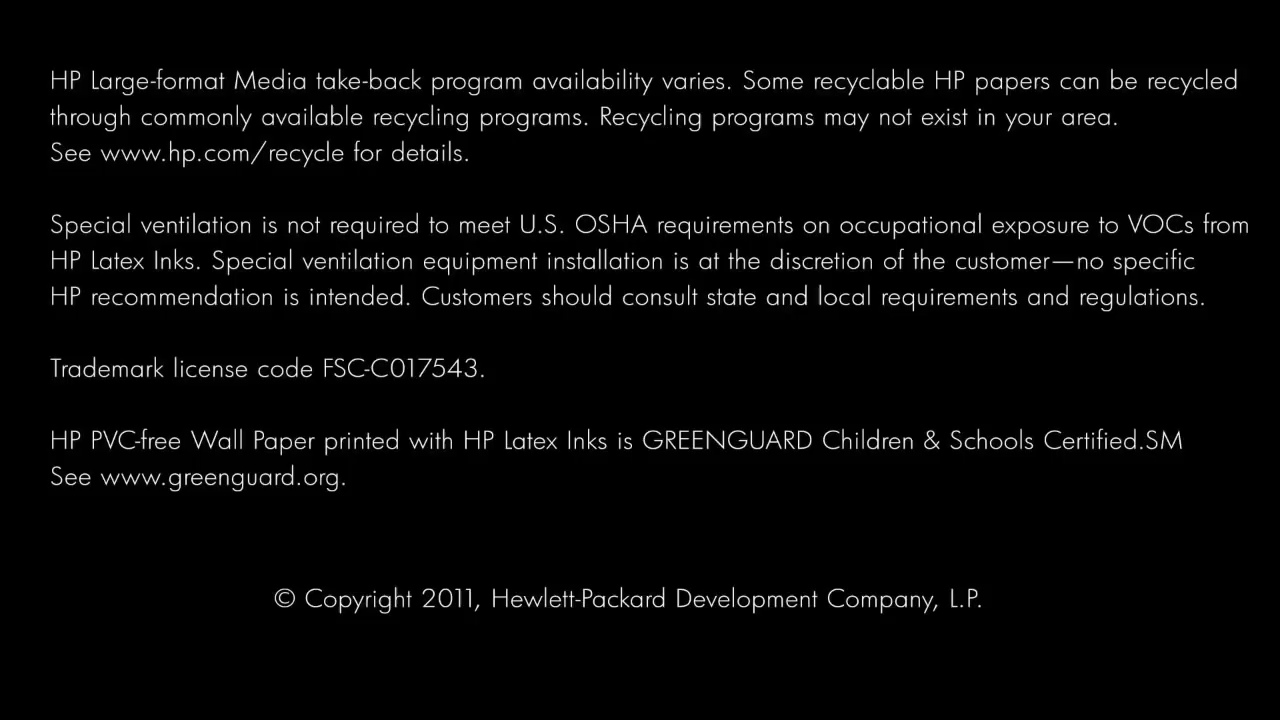 HP Large-format Media take-back program availability varies. Some recyclable HP papers can be recycled
through commonly available recycling programs. Recycling programs may not exist in your area.
See www.hp.com/recycle for details.
Special ventilation is not required to meet U.S. OSHA requirements on occupational exposure to VOCs from
HP Latex Inks. Special ventilation equipment installation is at the discretion of the customer—no specific
HP recommendation is intended. Customers should consult state and local requirements and regulations.
Trademark license code FSC-C017543.
HP PVC-free Wall Paper printed with HP Latex Inks is GREENGUARD Children & Schools Certified.SM
See www.greenguard.org.
© Copyright 2011, Hewlett-Packard Development Company, L.P.